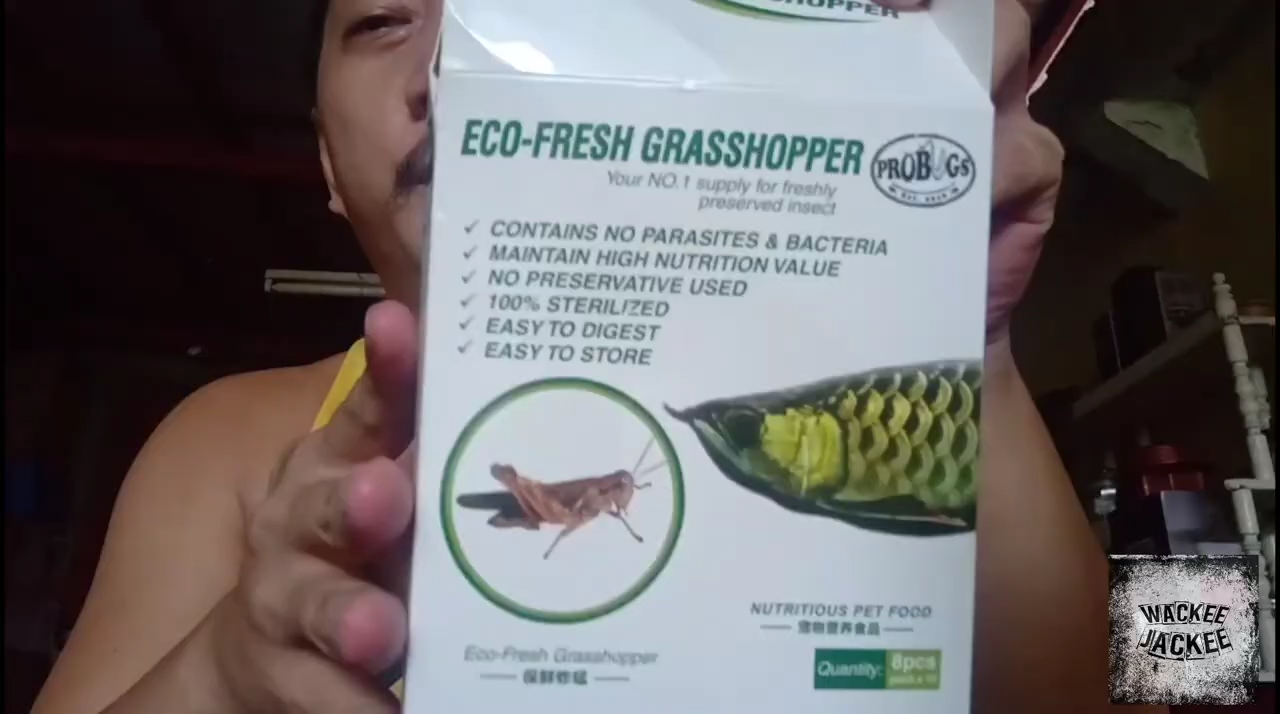 HOPPER
ECO-FRESH GRASSHOPPER
PROBUGS
Your NO.1 supply for freshly
preserved insect
✓ CONTAINS NO PARASITES & BACTERIA
✓ MAINTAIN HIGH NUTRITION VALUE
✓ NO PRESERVATIVE USED
✓ 100% STERILIZED
✓ EASY TO DIGEST
✓ EASY TO STORE
NUTRITIOUS PET FOOD
宠物营养食品
Eco-Fresh Grasshopper
保鲜蚱蜢
Quantity: 8pcs
WACKEE
JACKEE